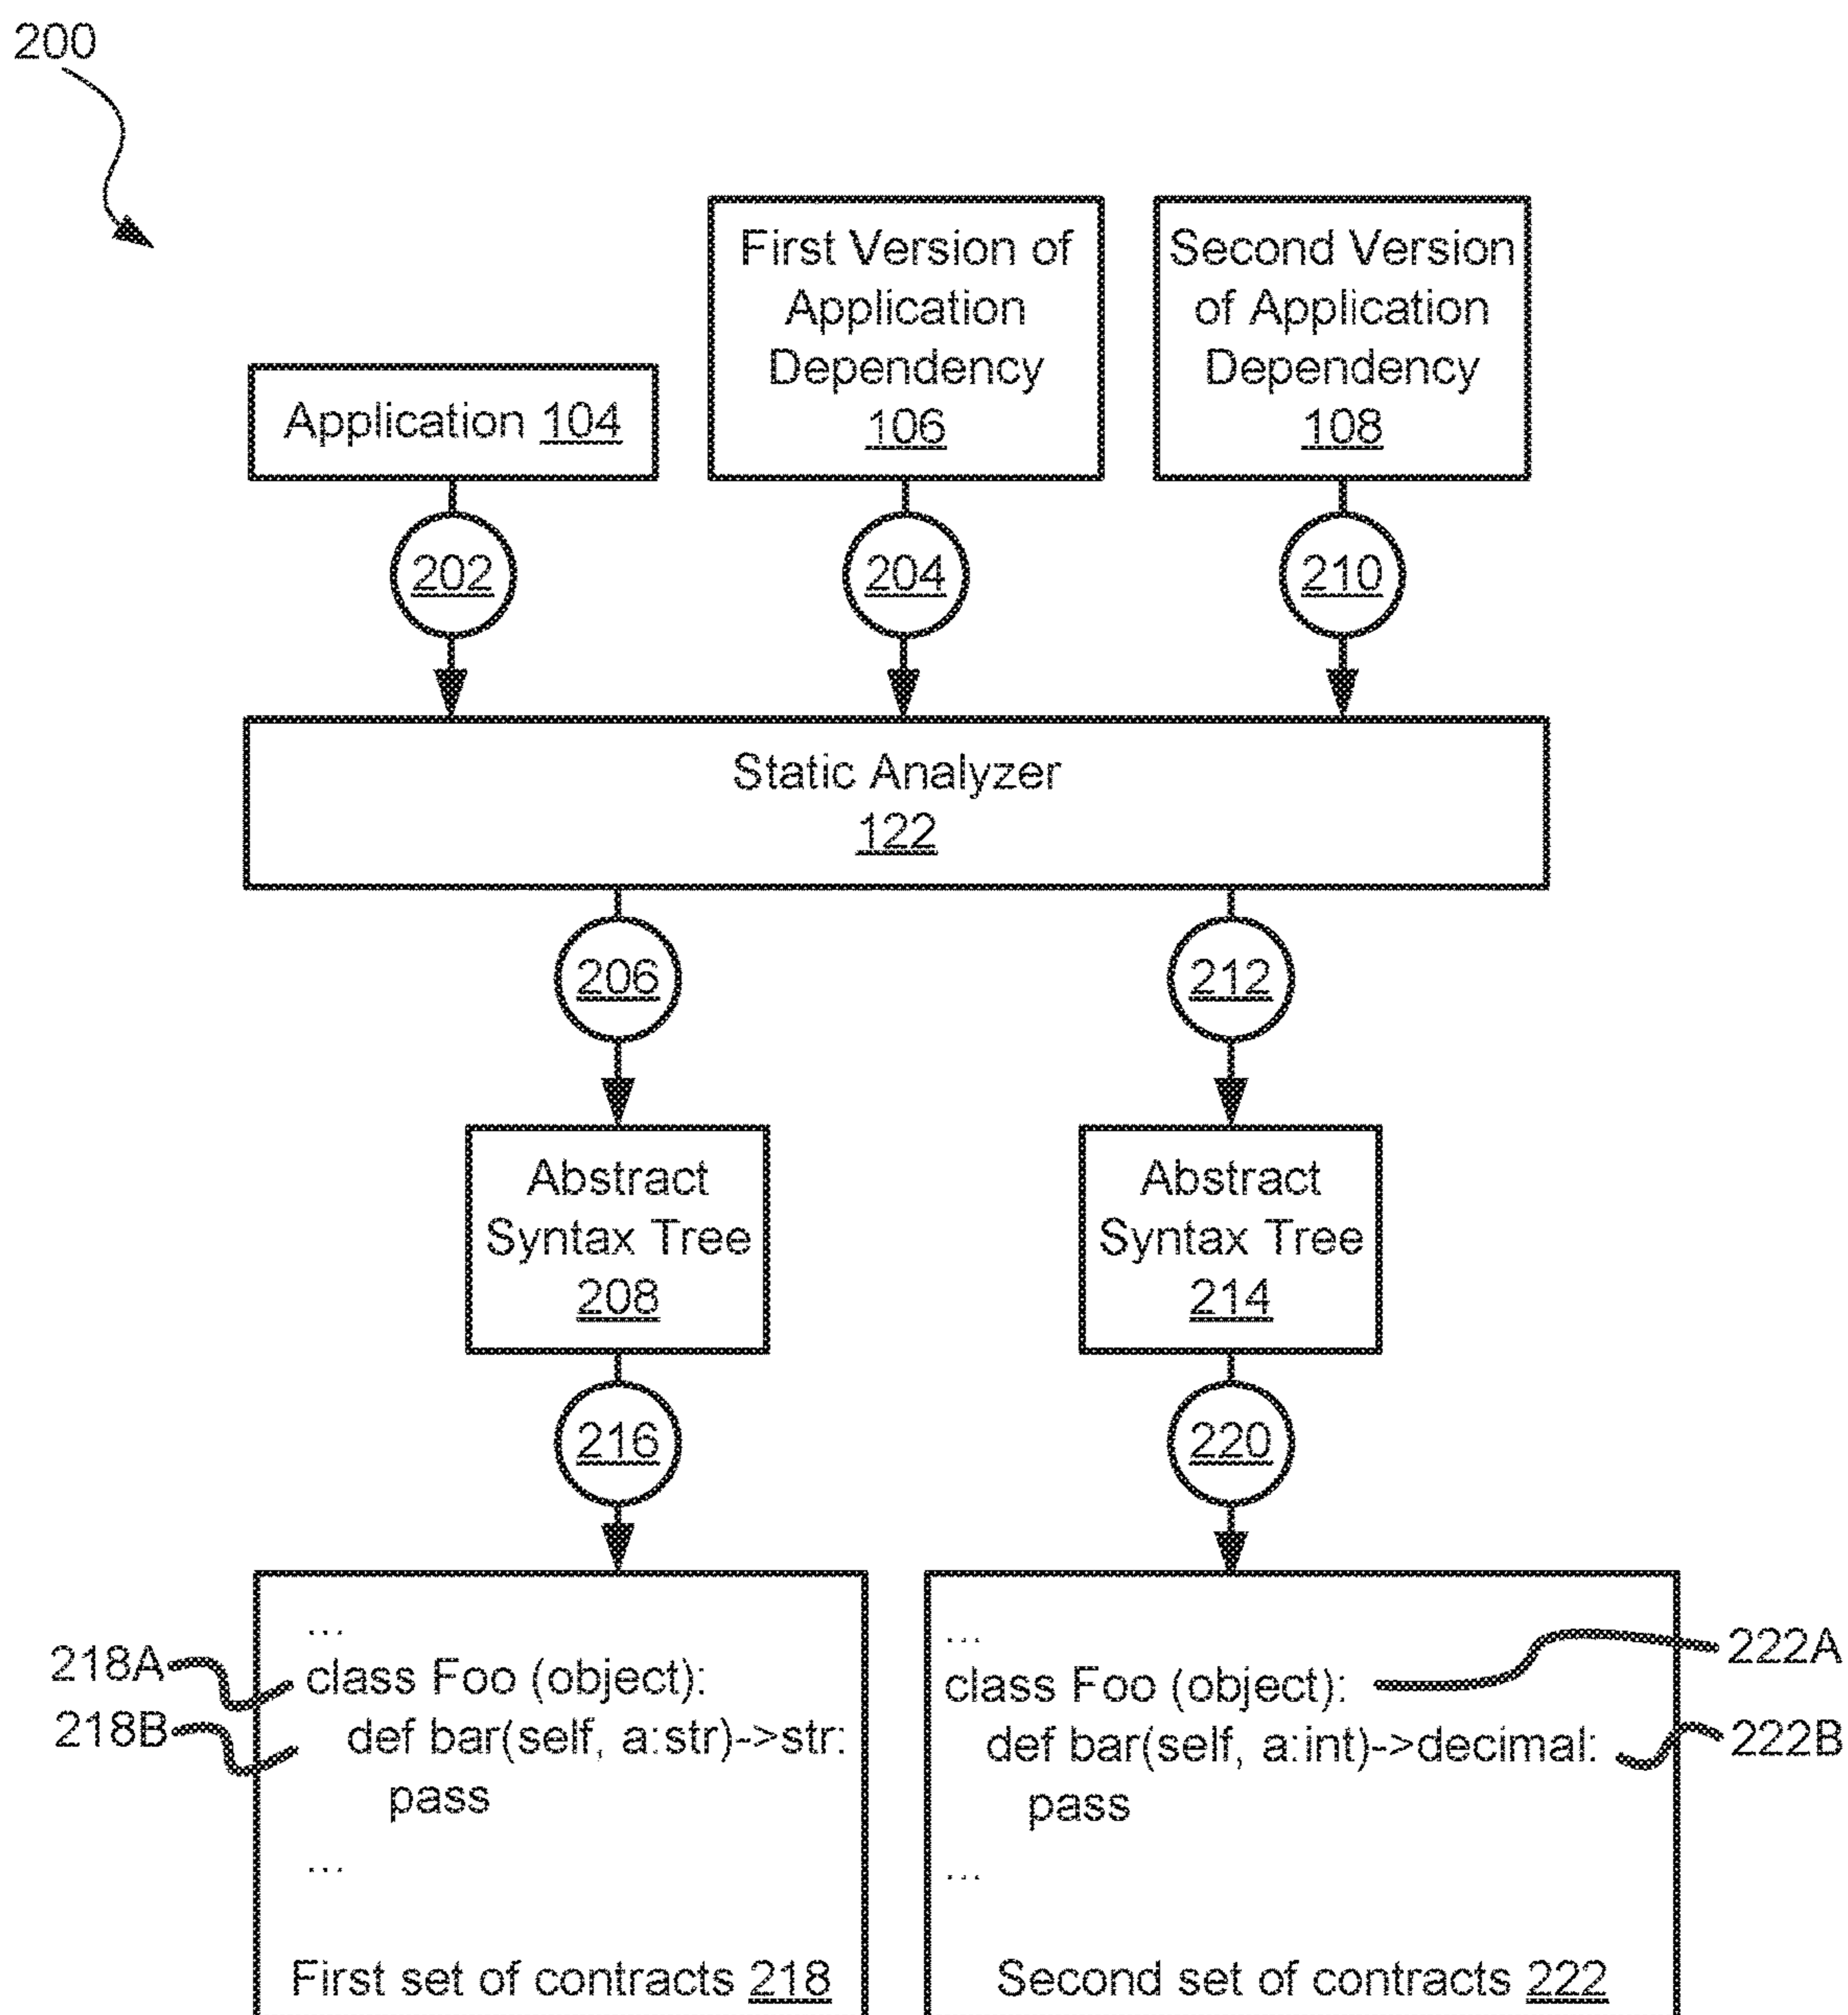 200
First Version of
Application
Dependency
106
Second Version
of Application
Dependency
108
Application 104
202
204
210
Static Analyzer
122
206
212
Abstract
Syntax Tree
208
Abstract
Syntax Tree
214
216
220
218A
218B
...
class Foo (object):
def bar(self, a:str)->str:
pass
...
First set of contracts 218
...
class Foo (object):
def bar(self, a:int)->decimal:
pass
...
Second set of contracts 222
222A
222B